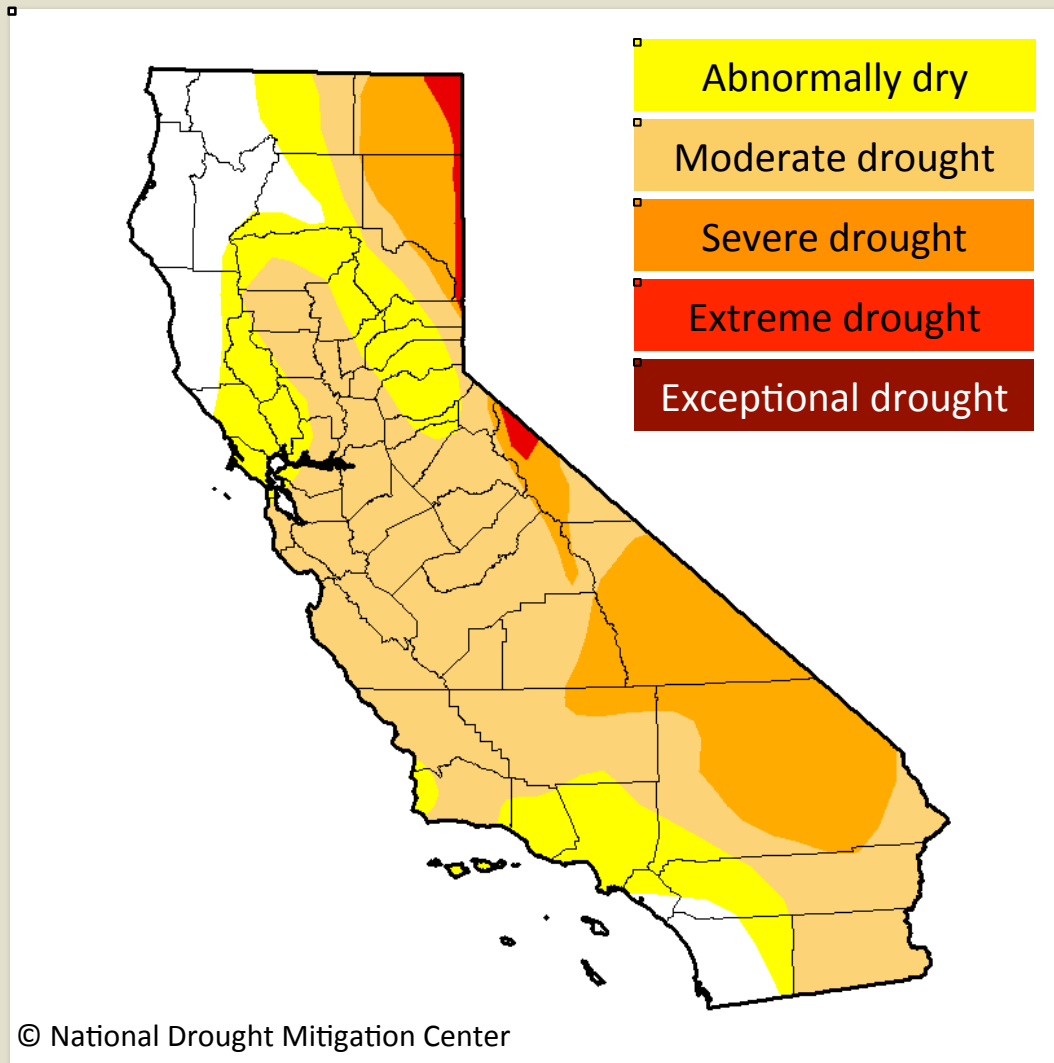 Abnormally dry
Moderate drought
Severe drought
Extreme drought
Exceptional drought
© National Drought Mitigation Center